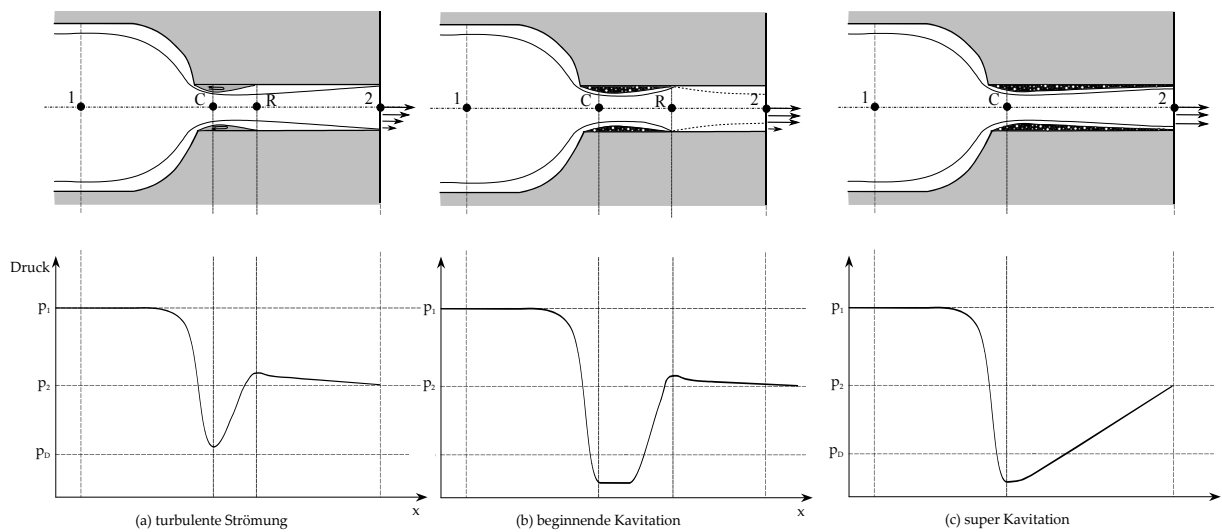 1 C R 2
1 C R 2
1 C 2
Druck
p₁ p₁ p₁
p₂ p₂ p₂
p_D p_D p_D
x x x
(a) turbulente Strömung
(b) beginnende Kavitation
(c) super Kavitation